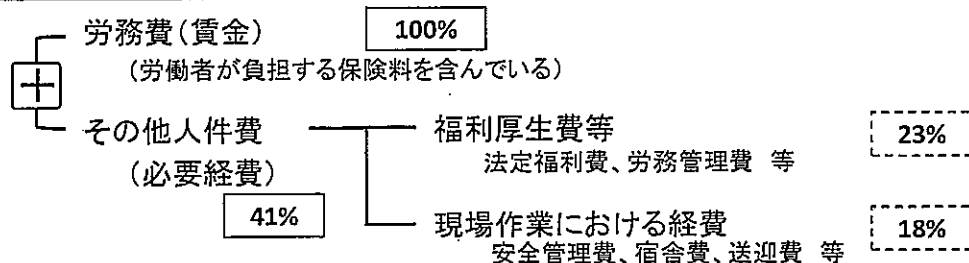 労務費(賃金) 100%
(労働者が負担する保険料を含んでいる)
その他人件費 福利厚生費等 23%
(必要経費) 法定福利費、労務管理費 等
41% 現場作業における経費 18%
安全管理費、宿舎費、送迎費 等